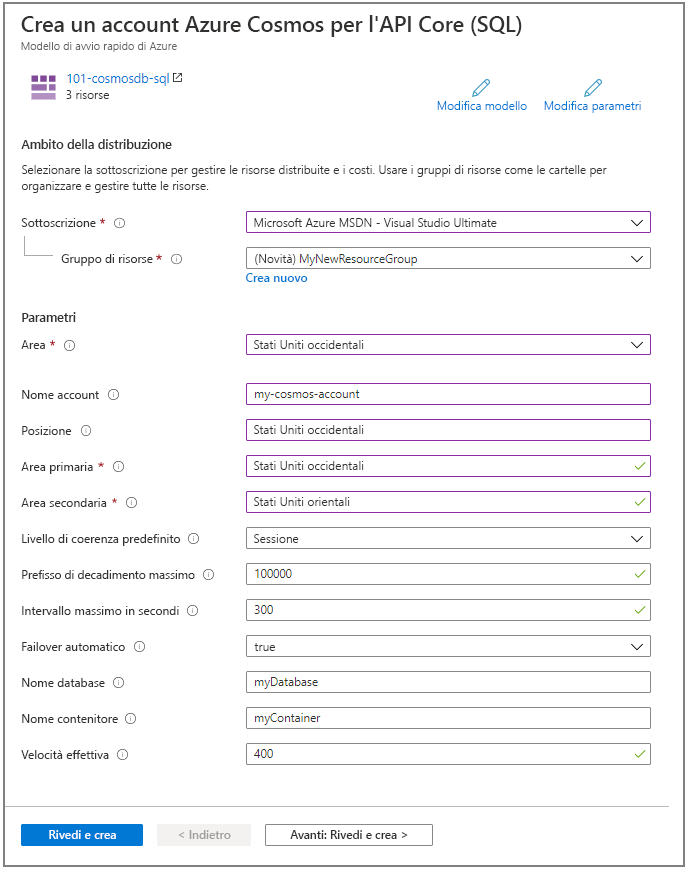 Crea un account Azure Cosmos per l'API Core (SQL)
Modello di avvio rapido di Azure
101-cosmosdb-sql
3 risorse
Modifica modello
Modifica parametri
Ambito della distribuzione
Selezionare la sottoscrizione per gestire le risorse distribuite e i costi. Usare i gruppi di risorse come le cartelle per
organizzare e gestire tutte le risorse.
Sottoscrizione * Microsoft Azure MSDN - Visual Studio Ultimate
Gruppo di risorse * (Novità) MyNewResourceGroup
Crea nuovo
Parametri
Area * Stati Uniti occidentali
Nome account my-cosmos-account
Posizione Stati Uniti occidentali
Area primaria * Stati Uniti occidentali
Area secondaria * Stati Uniti orientali
Livello di coerenza predefinito Sessione
Prefisso di decadimento massimo 100000
Intervallo massimo in secondi 300
Failover automatico true
Nome database myDatabase
Nome contenitore myContainer
Velocità effettiva 400
Rivedi e crea
< Indietro
Avanti: Rivedi e crea >